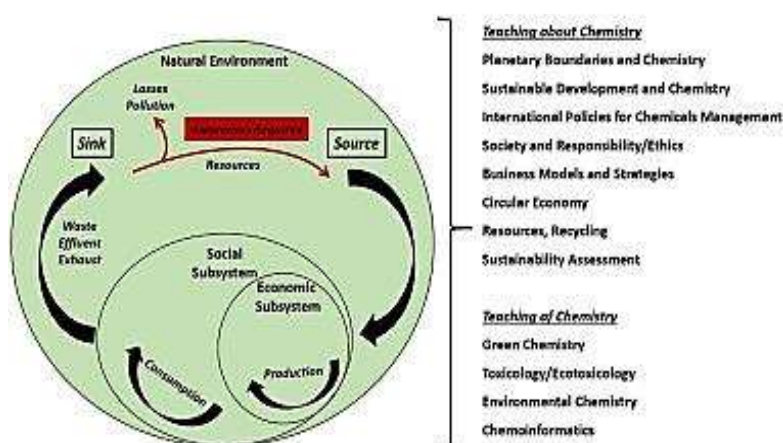 Natural Environment
Losses
Pollution
Sink
Source
Resources
Waste
Effluent
Exhaust
Social
Subsystem
Economic
Subsystem
Consumption
Production
Teaching about Chemistry
Planetary Boundaries and Chemistry
Sustainable Development and Chemistry
International Policies for Chemicals Management
Society and Responsibility/Ethics
Business Models and Strategies
Circular Economy
Resources, Recycling
Sustainability Assessment
Teaching of Chemistry
Green Chemistry
Toxicology/Ecotoxicology
Environmental Chemistry
Chemoinformatics